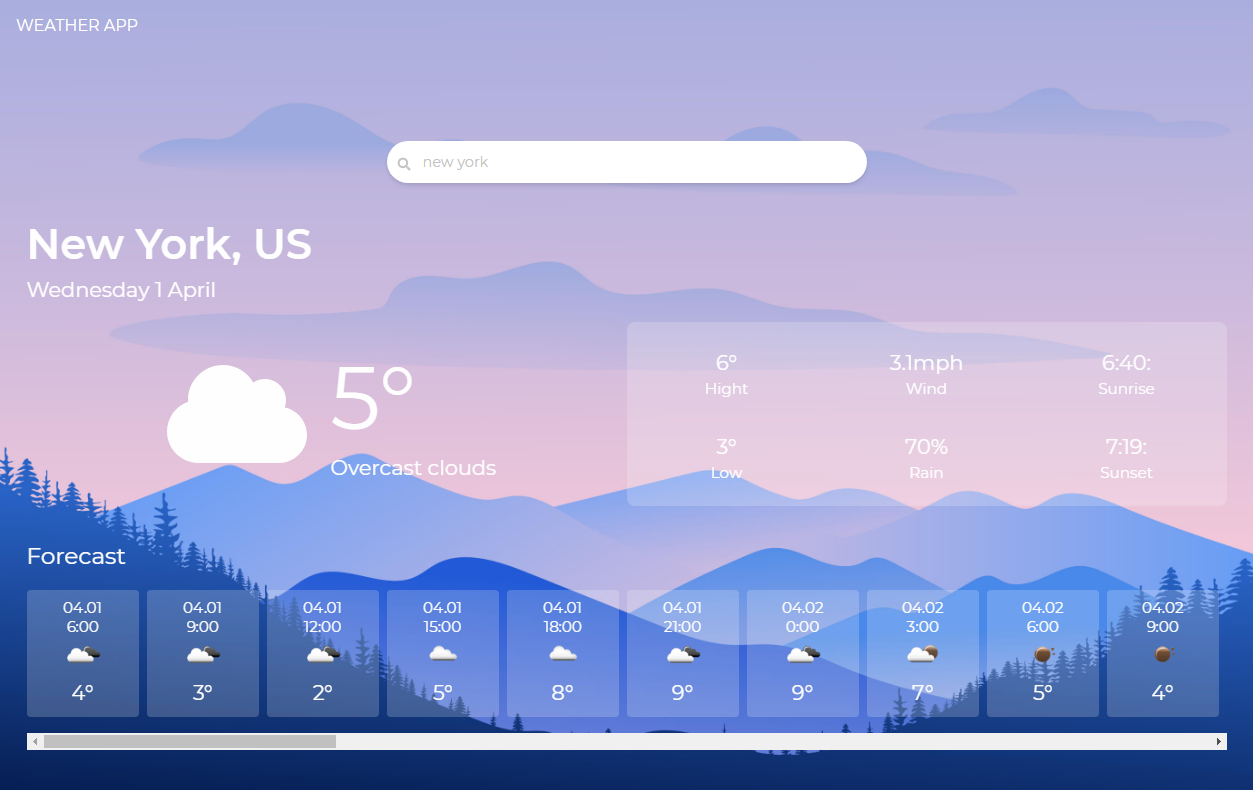 WEATHER APP
new york
New York, US
Wednesday 1 April
5°
Overcast clouds
6° 3.1mph 6:40:
Hight Wind Sunrise
3° 70% 7:19:
Low Rain Sunset
Forecast
04.01 04.01 04.01 04.01 04.01 04.01 04.02 04.02 04.02 04.02
6:00 9:00 12:00 15:00 18:00 21:00 0:00 3:00 6:00 9:00
4° 3° 2° 5° 8° 9° 9° 7° 5° 4°